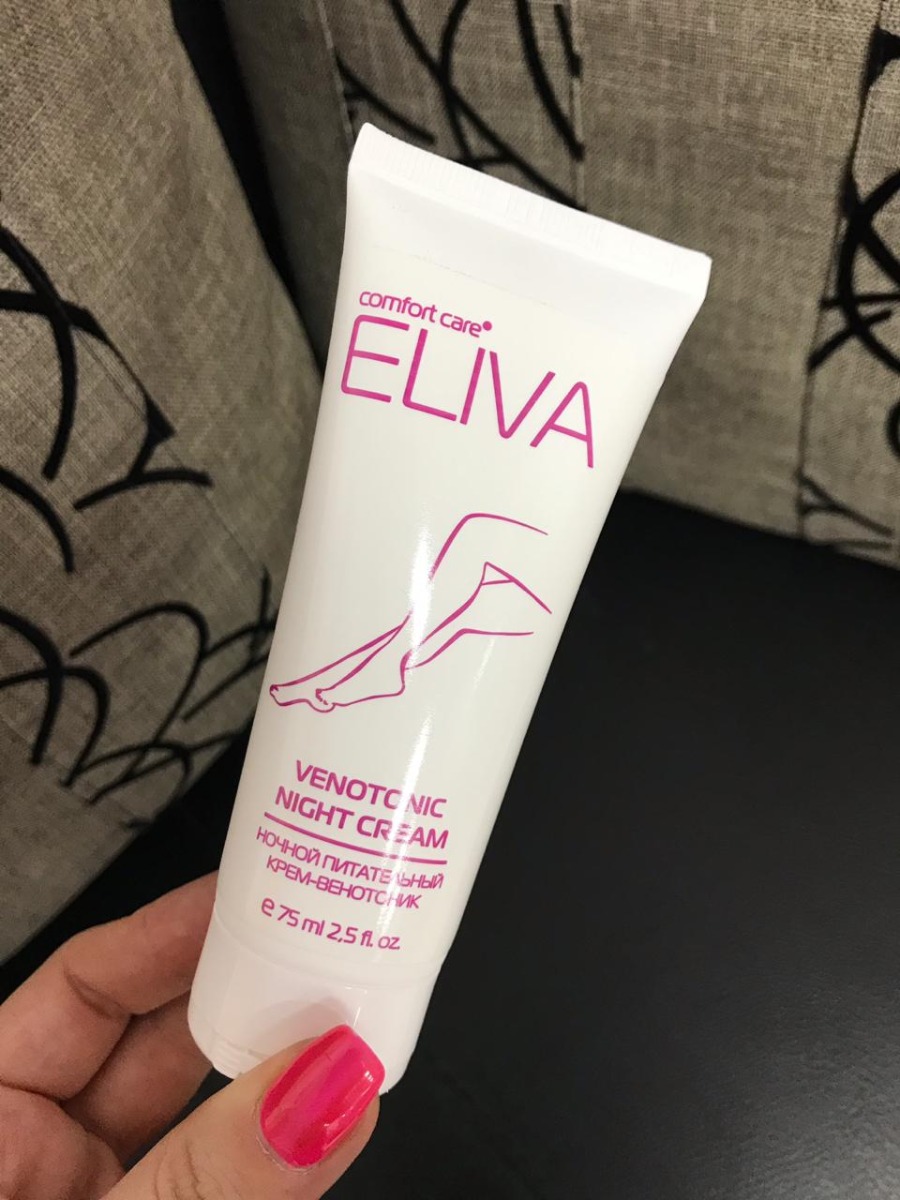 comfort care®
ELIVA
VENOTONIC
NIGHT CREAM
НОЧНОЙ ПИТАТЕЛЬНЫЙ
КРЕМ-ВЕНОТОНИК
℮ 75 ml 2,5 fl. oz.